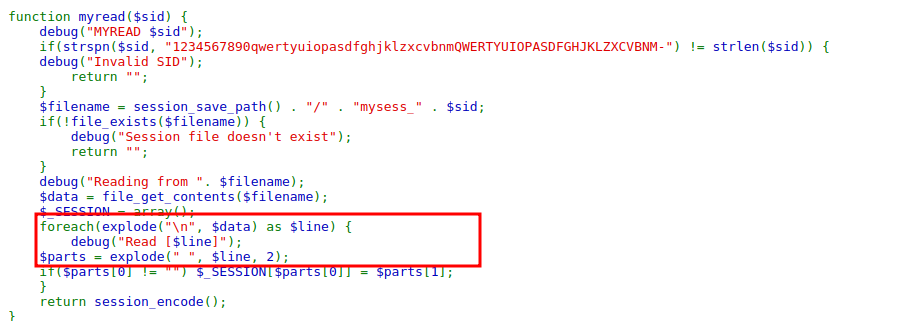 function myread($sid) {
    debug("MYREAD $sid");
    if(strspn($sid, "1234567890qwertyuiopasdfghjklzxcvbnmQWERTYUIOPASDFGHJKLZXCVBNM-") != strlen($sid)) {
    debug("Invalid SID");
        return "";
    }
    $filename = session_save_path() . "/" . "mysess_" . $sid;
    if(!file_exists($filename)) {
        debug("Session file doesn't exist");
        return "";
    }
    debug("Reading from ". $filename);
    $data = file_get_contents($filename);
    $_SESSION = array();
    foreach(explode("\n", $data) as $line) {
        debug("Read [$line]");
    $parts = explode(" ", $line, 2);
    if($parts[0] != "") $_SESSION[$parts[0]] = $parts[1];
    }
    return session_encode();
}